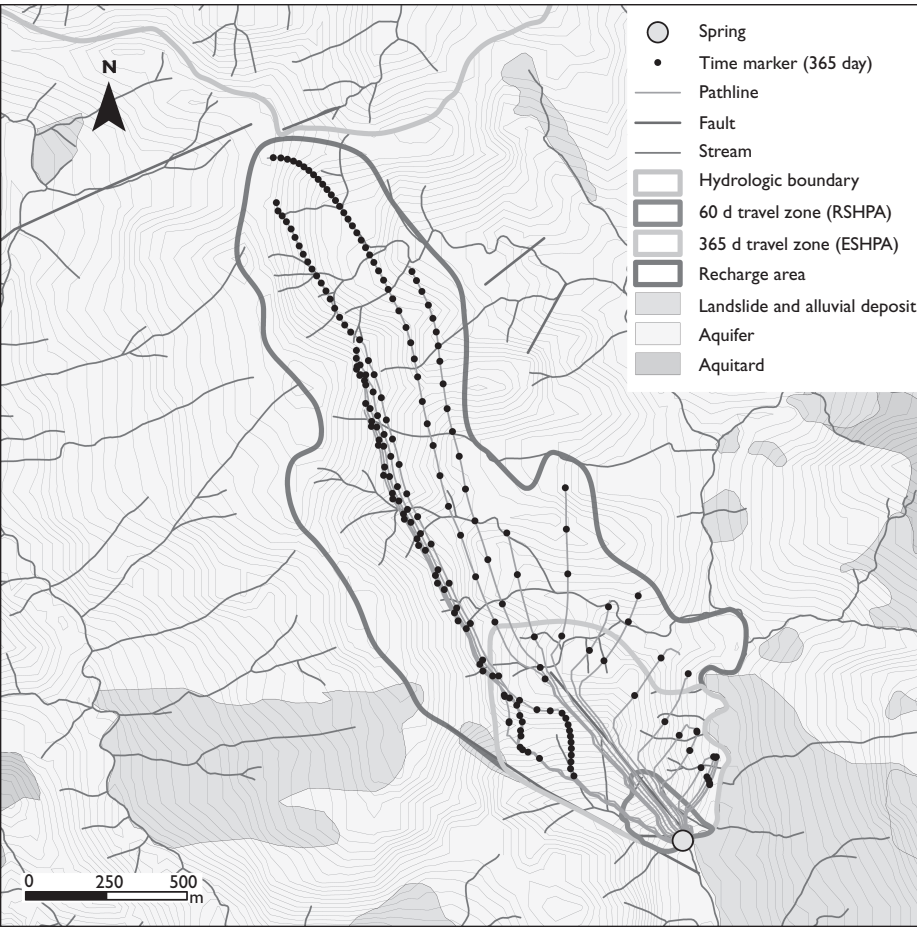 N
Spring
Time marker (365 day)
Pathline
Fault
Stream
Hydrologic boundary
60 d travel zone (RSHPA)
365 d travel zone (ESHPA)
Recharge area
Landslide and alluvial deposit
Aquifer
Aquitard
0 250 500
m